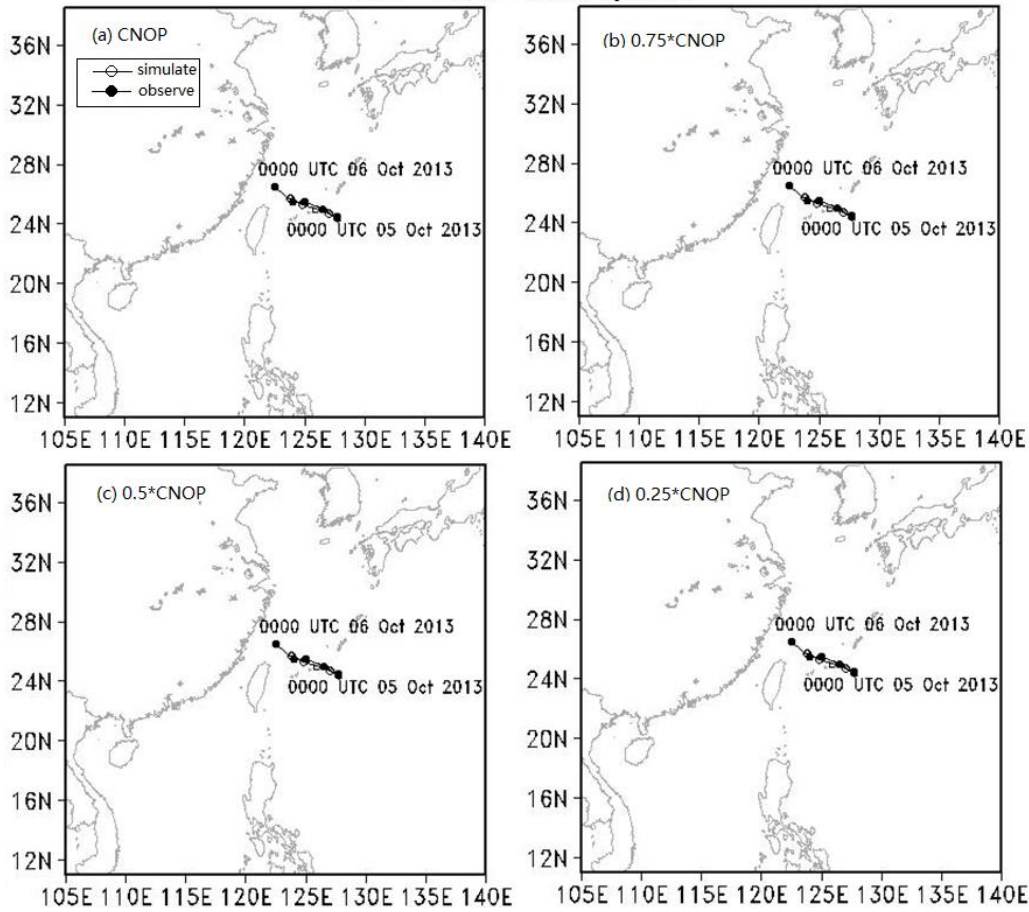 (a) CNOP
simulate
observe
36N
32N
28N
24N
20N
16N
12N
0000 UTC 06 Oct 2013
0000 UTC 05 Oct 2013
105E 110E 115E 120E 125E 130E 135E 140E
(b) 0.75*CNOP
36N
32N
28N
24N
20N
16N
12N
0000 UTC 06 Oct 2013
0000 UTC 05 Oct 2013
105E 110E 115E 120E 125E 130E 135E 140E
(c) 0.5*CNOP
36N
32N
28N
24N
20N
16N
12N
0000 UTC 06 Oct 2013
0000 UTC 05 Oct 2013
105E 110E 115E 120E 125E 130E 135E 140E
(d) 0.25*CNOP
36N
32N
28N
24N
20N
16N
12N
0000 UTC 06 Oct 2013
0000 UTC 05 Oct 2013
105E 110E 115E 120E 125E 130E 135E 140E